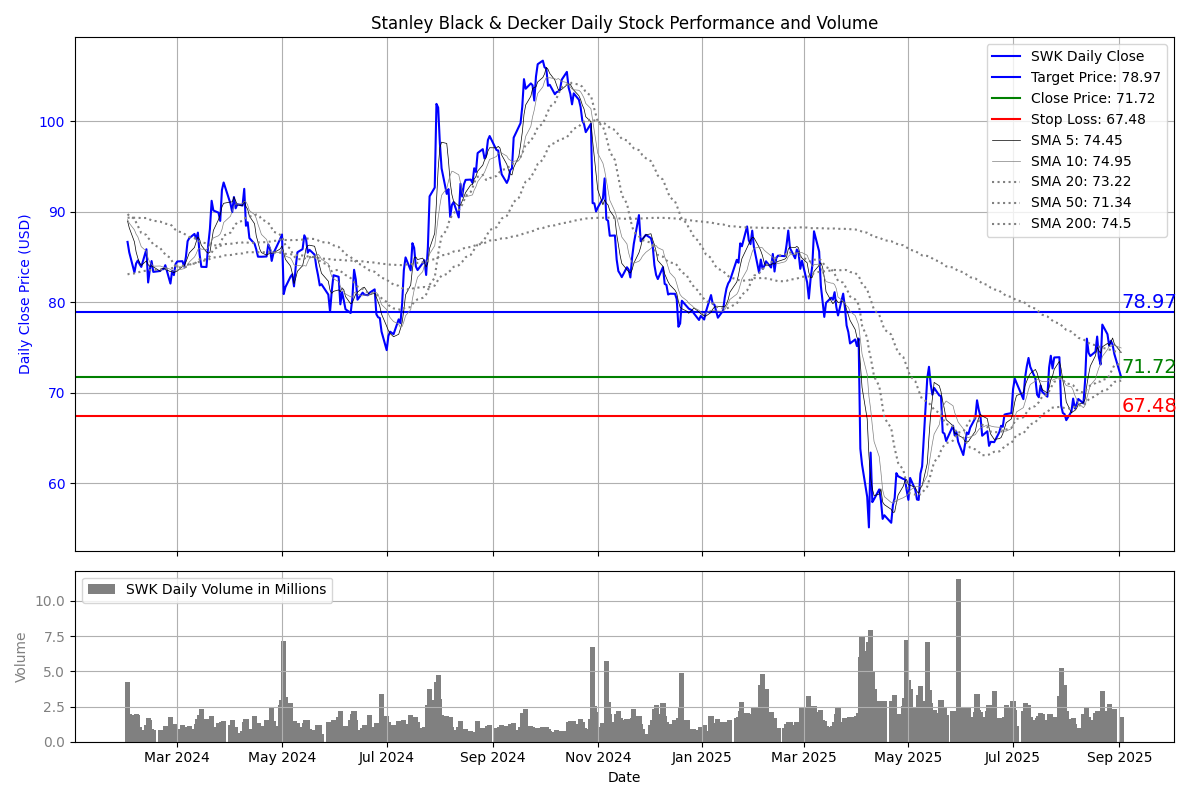 Stanley Black & Decker Daily Stock Performance and Volume
SWK Daily Close
Target Price: 78.97
Close Price: 71.72
Stop Loss: 67.48
SMA 5: 74.45
SMA 10: 74.95
SMA 20: 73.22
SMA 50: 71.34
SMA 200: 74.5
Daily Close Price (USD)
100
90
80
70
60
78.97
71.72
67.48
SWK Daily Volume in Millions
Volume
10.0
7.5
5.0
2.5
0.0
Mar 2024
May 2024
Jul 2024
Sep 2024
Nov 2024
Jan 2025
Mar 2025
May 2025
Jul 2025
Sep 2025
Date